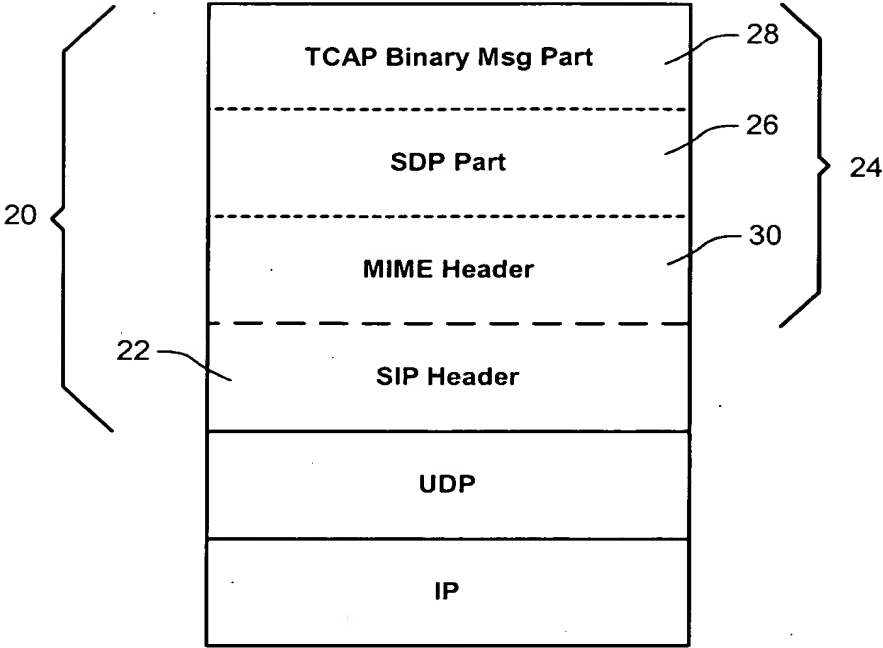 TCAP Binary Msg Part
28
SDP Part
26
24
20
MIME Header
30
22
SIP Header
UDP
IP